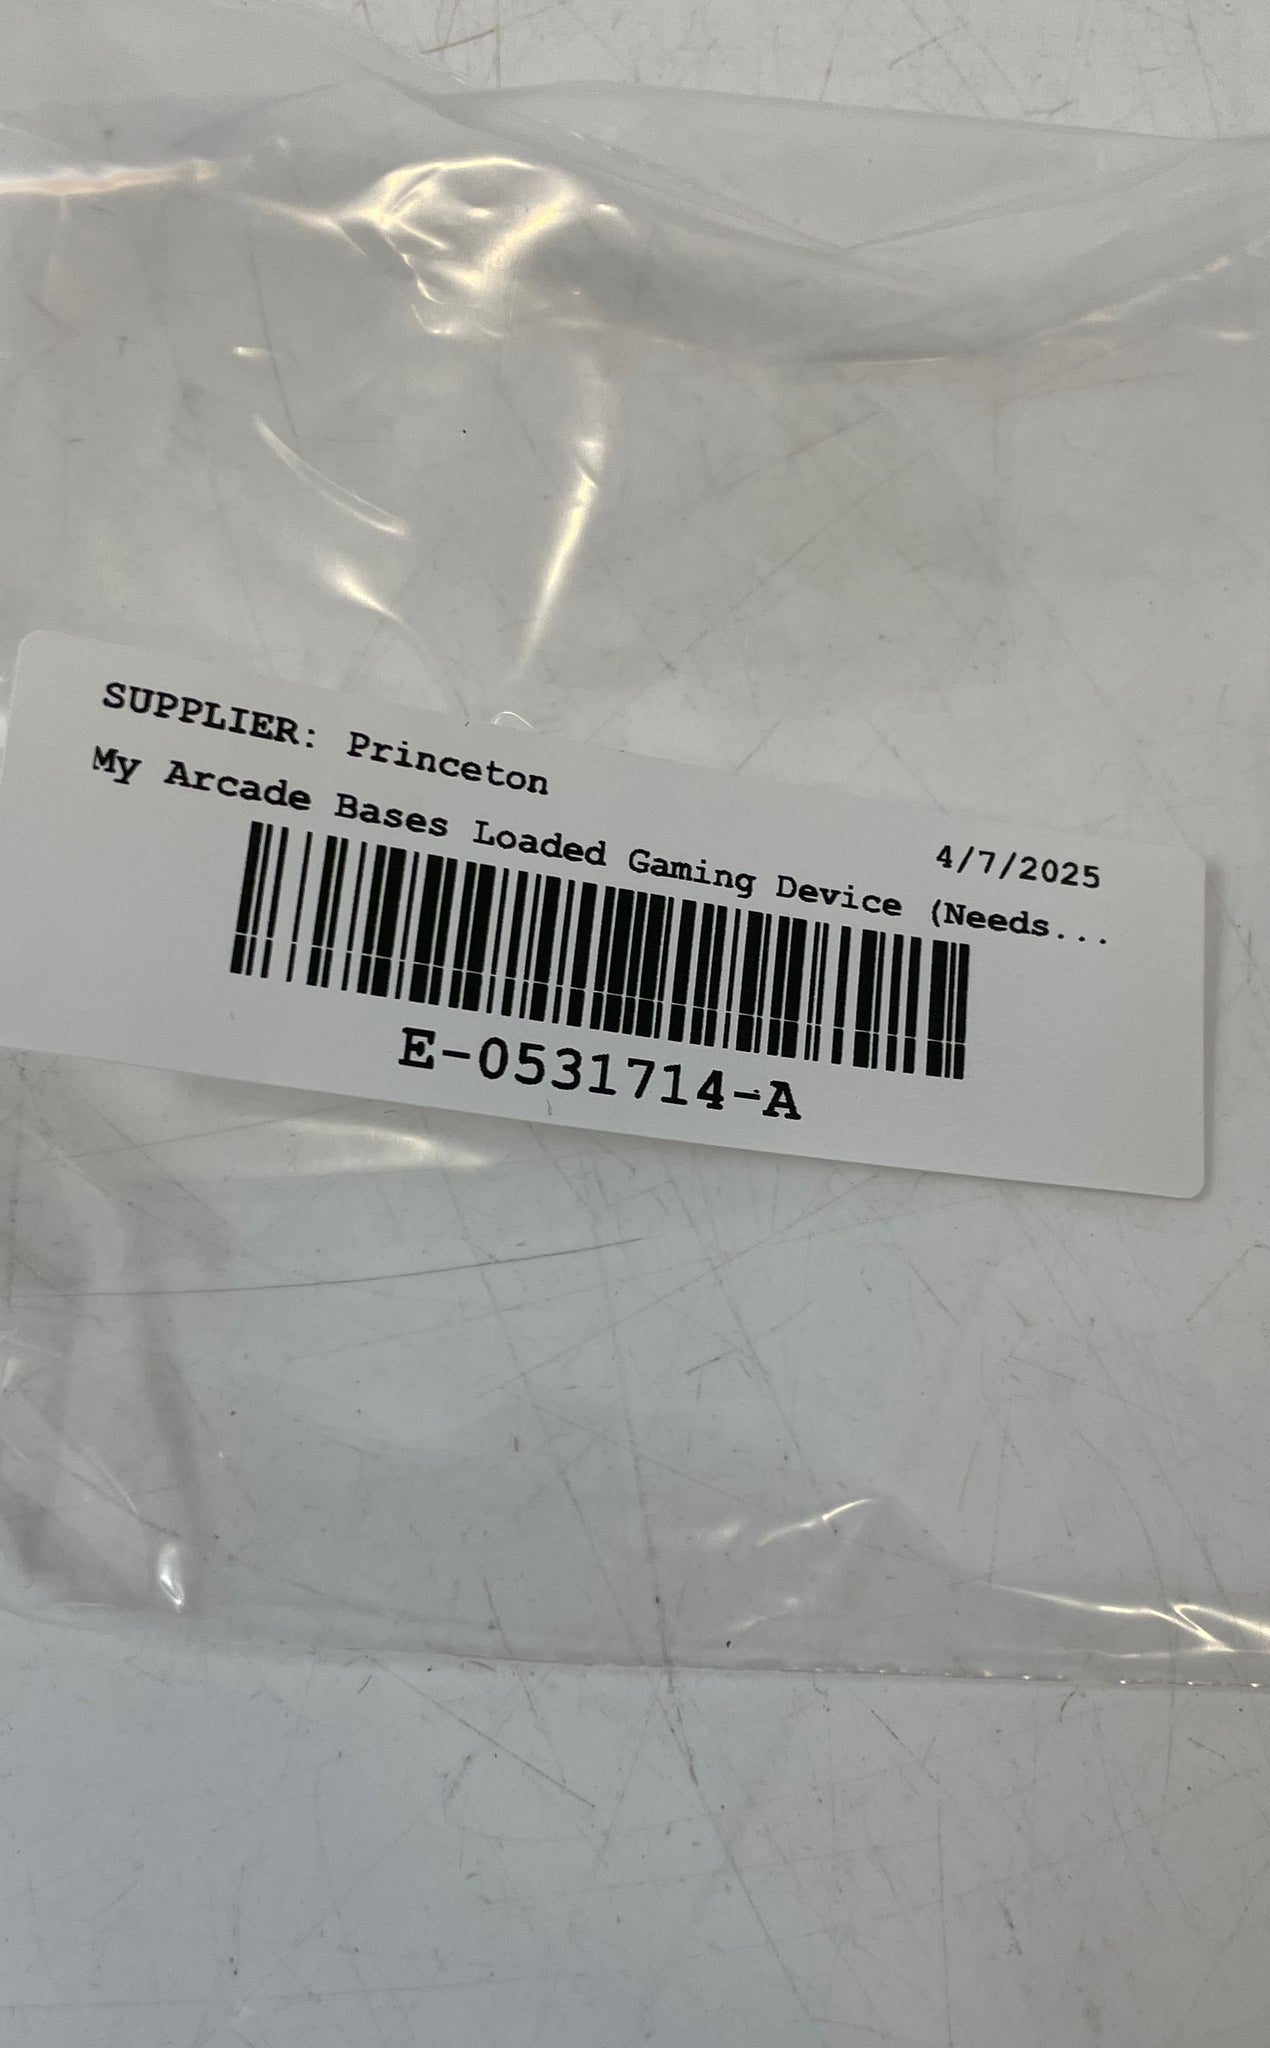 SUPPLIER: Princeton
4/7/2025
My Arcade Bases Loaded Gaming Device (Needs...
E-0531714-A